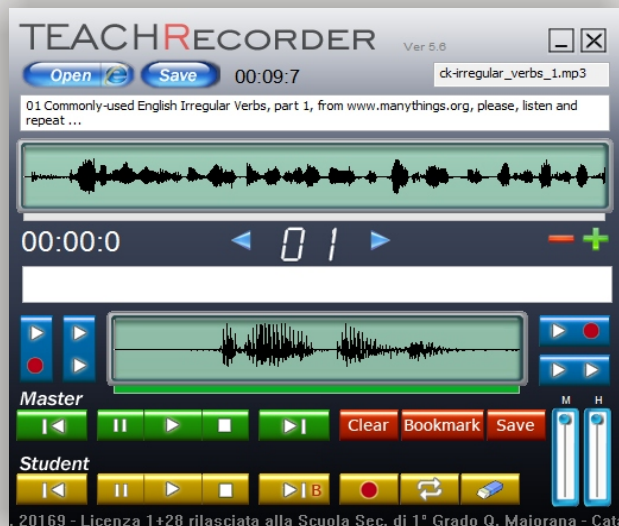 TEACHRECORDER Ver 5.6
Open Save 00:09:7 ck-irregular_verbs_1.mp3
01 Commonly-used English Irregular Verbs, part 1, from www.manythings.org, please, listen and
repeat ...
00:00:0 01
Master M H
Clear Bookmark Save
Student
B
. 20169 - Licenza 1+28 rilasciata alla Scuola Sec. di 1° Grado Q. Maiorana - Cat